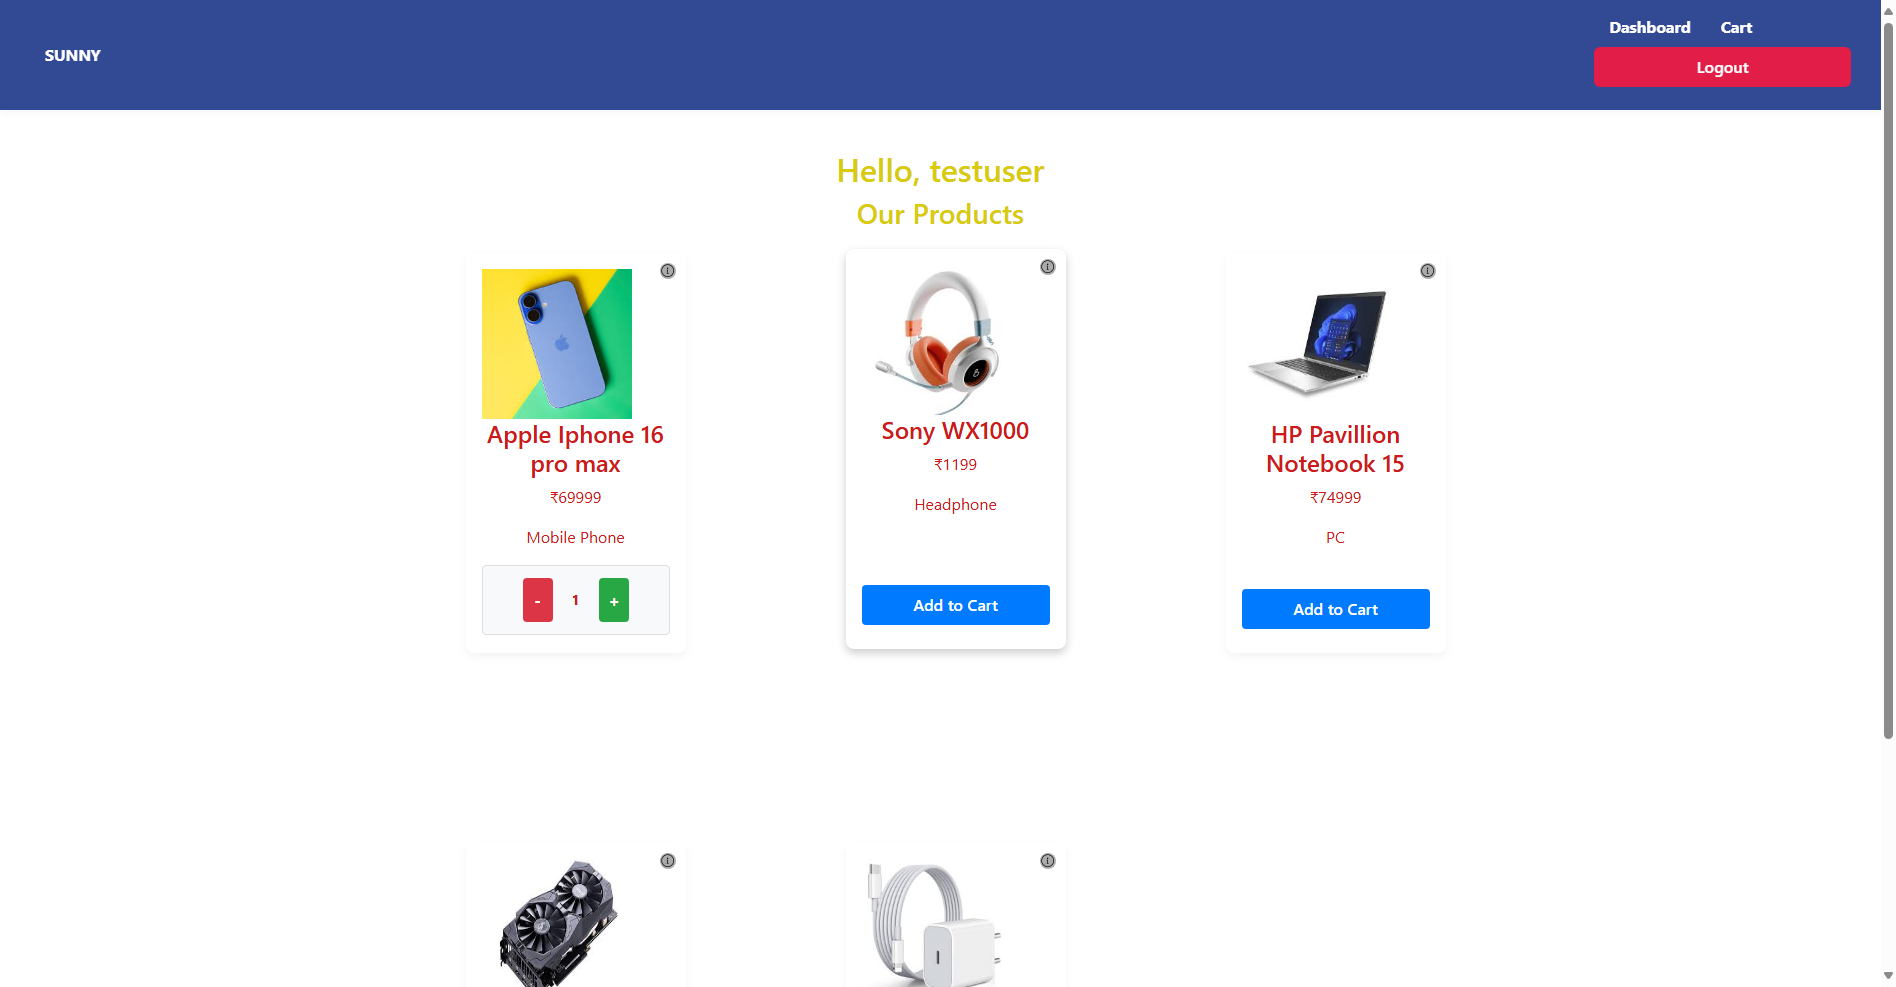 SUNNY
Dashboard
Cart
Logout
Hello, testuser
Our Products
Apple Iphone 16
pro max
₹69999
Mobile Phone
-
1
+
Sony WX1000
₹1199
Headphone
Add to Cart
HP Pavillion
Notebook 15
₹74999
PC
Add to Cart